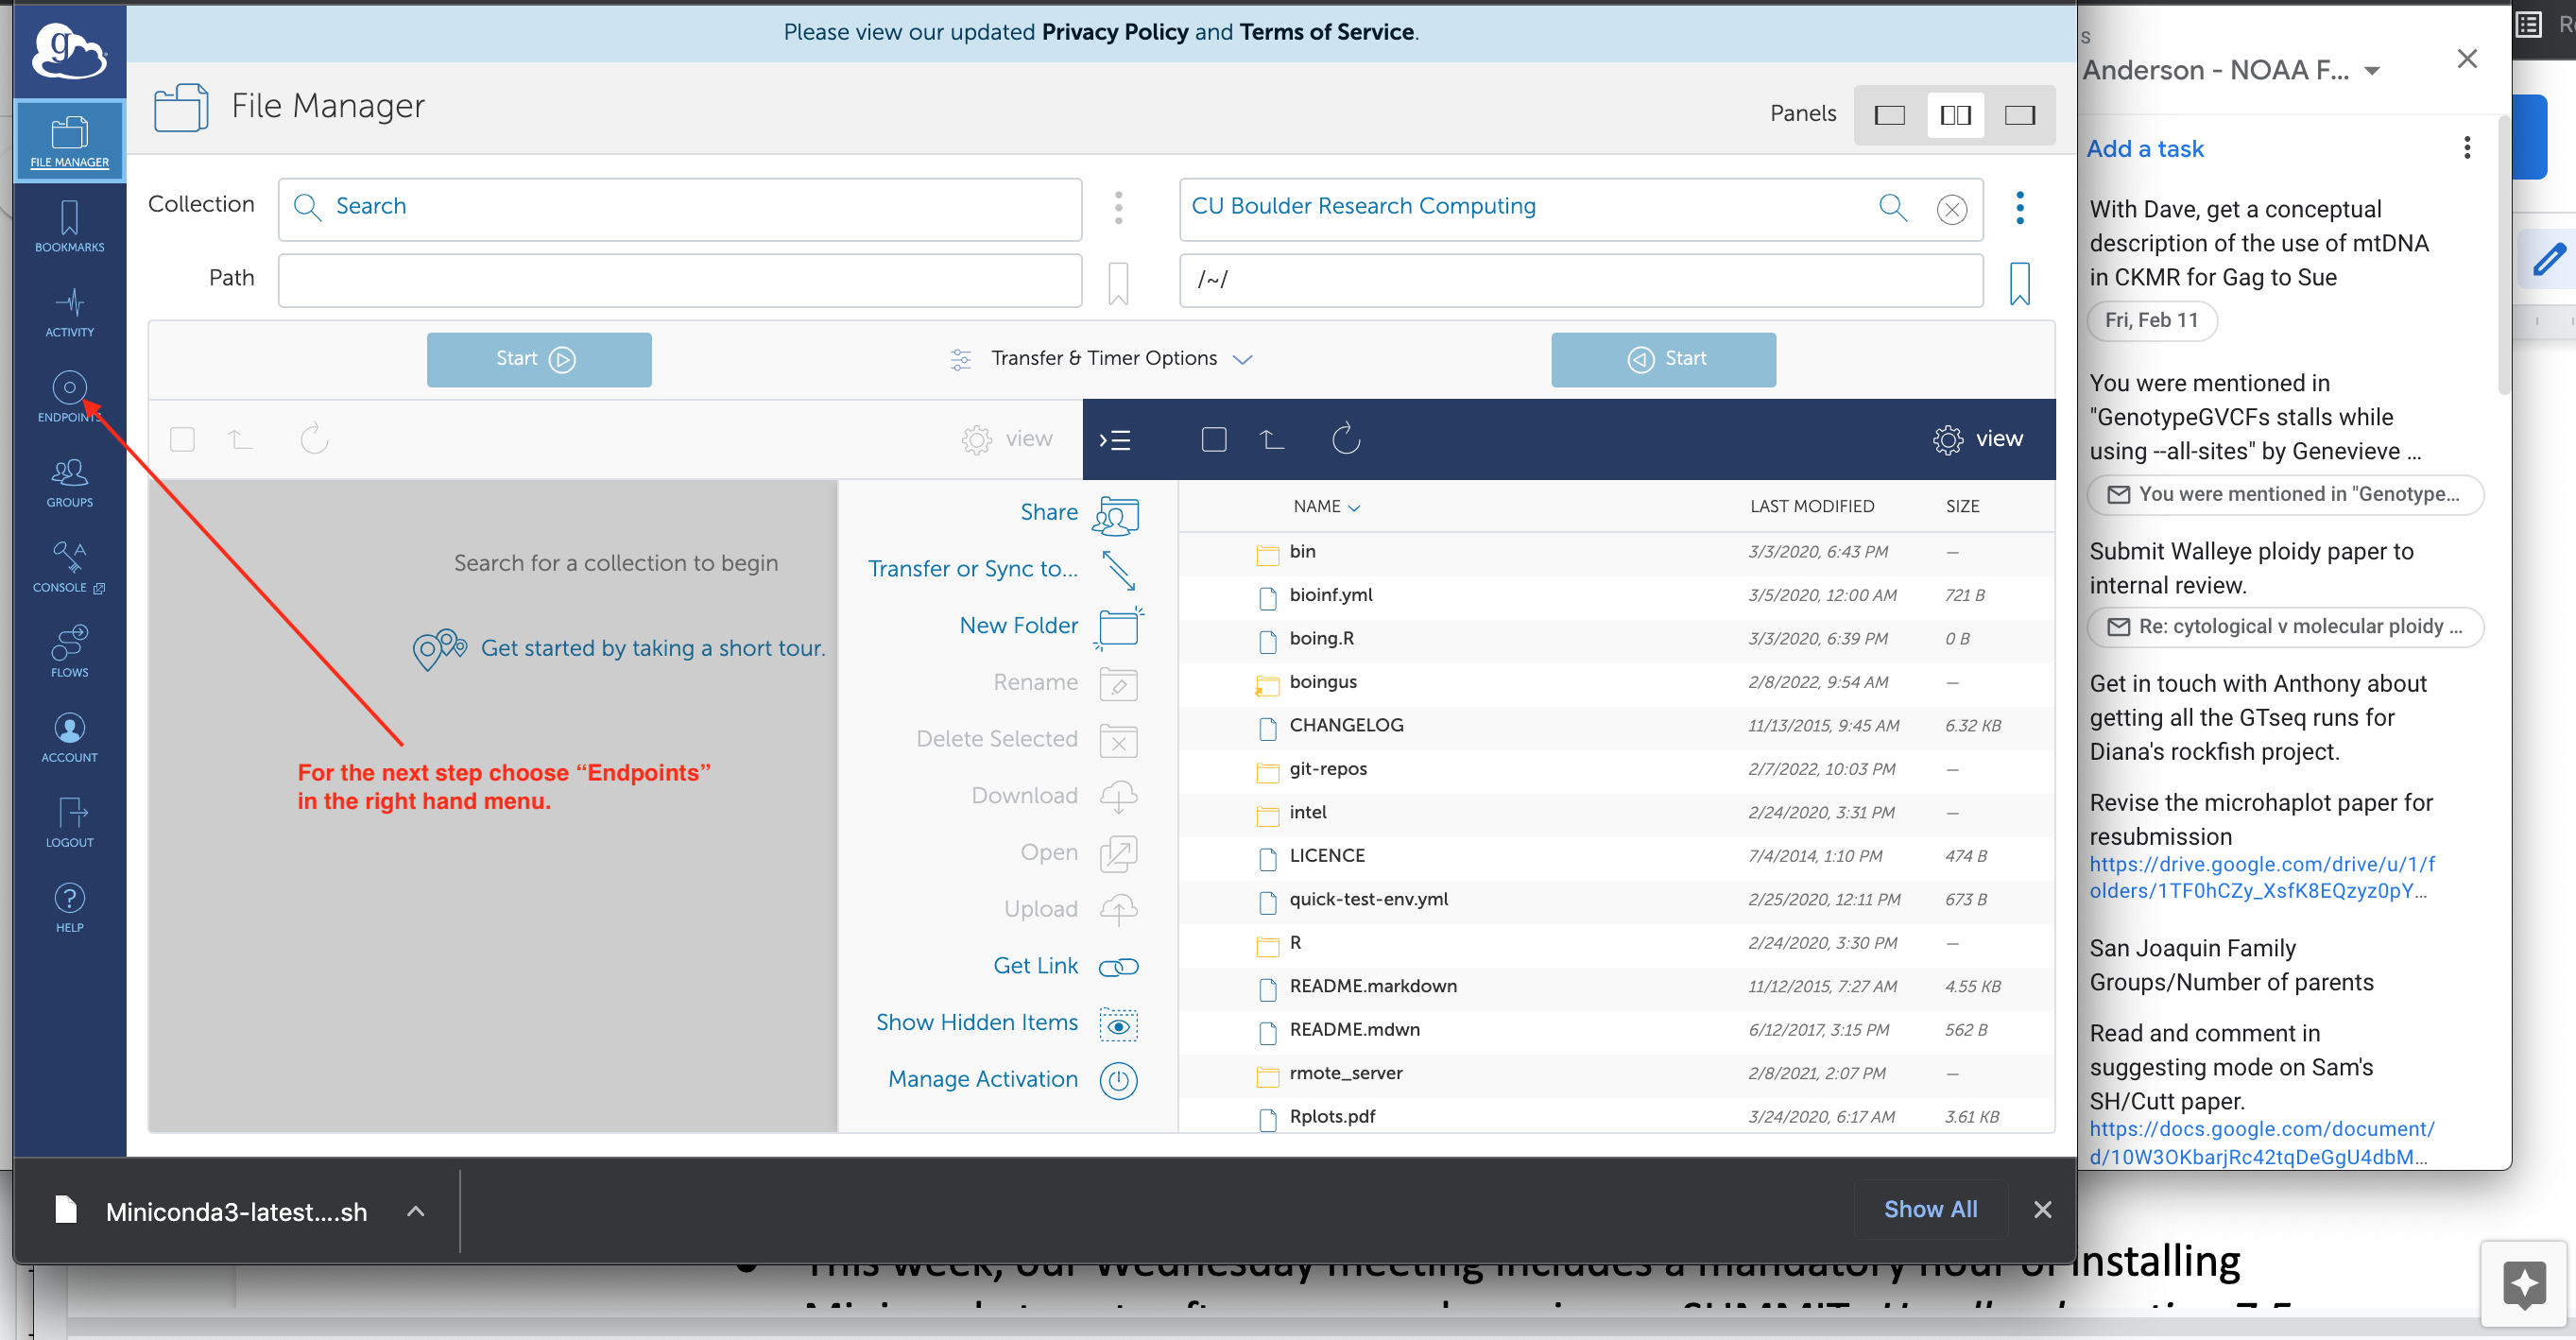 Please view our updated Privacy Policy and Terms of Service.
g
File Manager
Panels
FILE MANAGER
BOOKMARKS
ACTIVITY
ENDPOINTS
GROUPS
CONSOLE
FLOWS
ACCOUNT
LOGOUT
HELP
Collection
Search
CU Boulder Research Computing
Path
/~/
Start
Transfer & Timer Options
Start
view
view
Search for a collection to begin
Get started by taking a short tour.
For the next step choose “Endpoints”
in the right hand menu.
Share
Transfer or Sync to...
New Folder
Rename
Delete Selected
Download
Open
Upload
Get Link
Show Hidden Items
Manage Activation
NAME LAST MODIFIED SIZE
bin 3/3/2020, 6:43 PM —
bioinf.yml 3/5/2020, 12:00 AM 721 B
boing.R 3/3/2020, 6:39 PM 0 B
boingus 2/8/2022, 9:54 AM —
CHANGELOG 11/13/2015, 9:45 AM 6.32 KB
git-repos 2/7/2022, 10:03 PM —
intel 2/24/2020, 3:31 PM —
LICENCE 7/4/2014, 1:10 PM 474 B
quick-test-env.yml 2/25/2020, 12:11 PM 673 B
R 2/24/2020, 3:30 PM —
README.markdown 11/12/2015, 7:27 AM 4.55 KB
README.mdwn 6/12/2017, 3:15 PM 562 B
rmote_server 2/8/2021, 2:07 PM —
Rplots.pdf 3/24/2020, 6:17 AM 3.61 KB
s
Anderson - NOAA F...
Add a task
With Dave, get a conceptual
description of the use of mtDNA
in CKMR for Gag to Sue
Fri, Feb 11
You were mentioned in
"GenotypeGVCFs stalls while
using --all-sites" by Genevieve ...
You were mentioned in "Genotype...
Submit Walleye ploidy paper to
internal review.
Re: cytological v molecular ploidy ...
Get in touch with Anthony about
getting all the GTseq runs for
Diana's rockfish project.
Revise the microhaplot paper for
resubmission
https://drive.google.com/drive/u/1/f
olders/1TF0hCZy_XsfK8EQzyz0pY...
San Joaquin Family
Groups/Number of parents
Read and comment in
suggesting mode on Sam's
SH/Cutt paper.
https://docs.google.com/document/
d/10W3OKbarjRc42tqDeGgU4dbM...
Miniconda3-latest....sh
Show All
This week, our Wednesday meeting includes a mandatory hour of installing